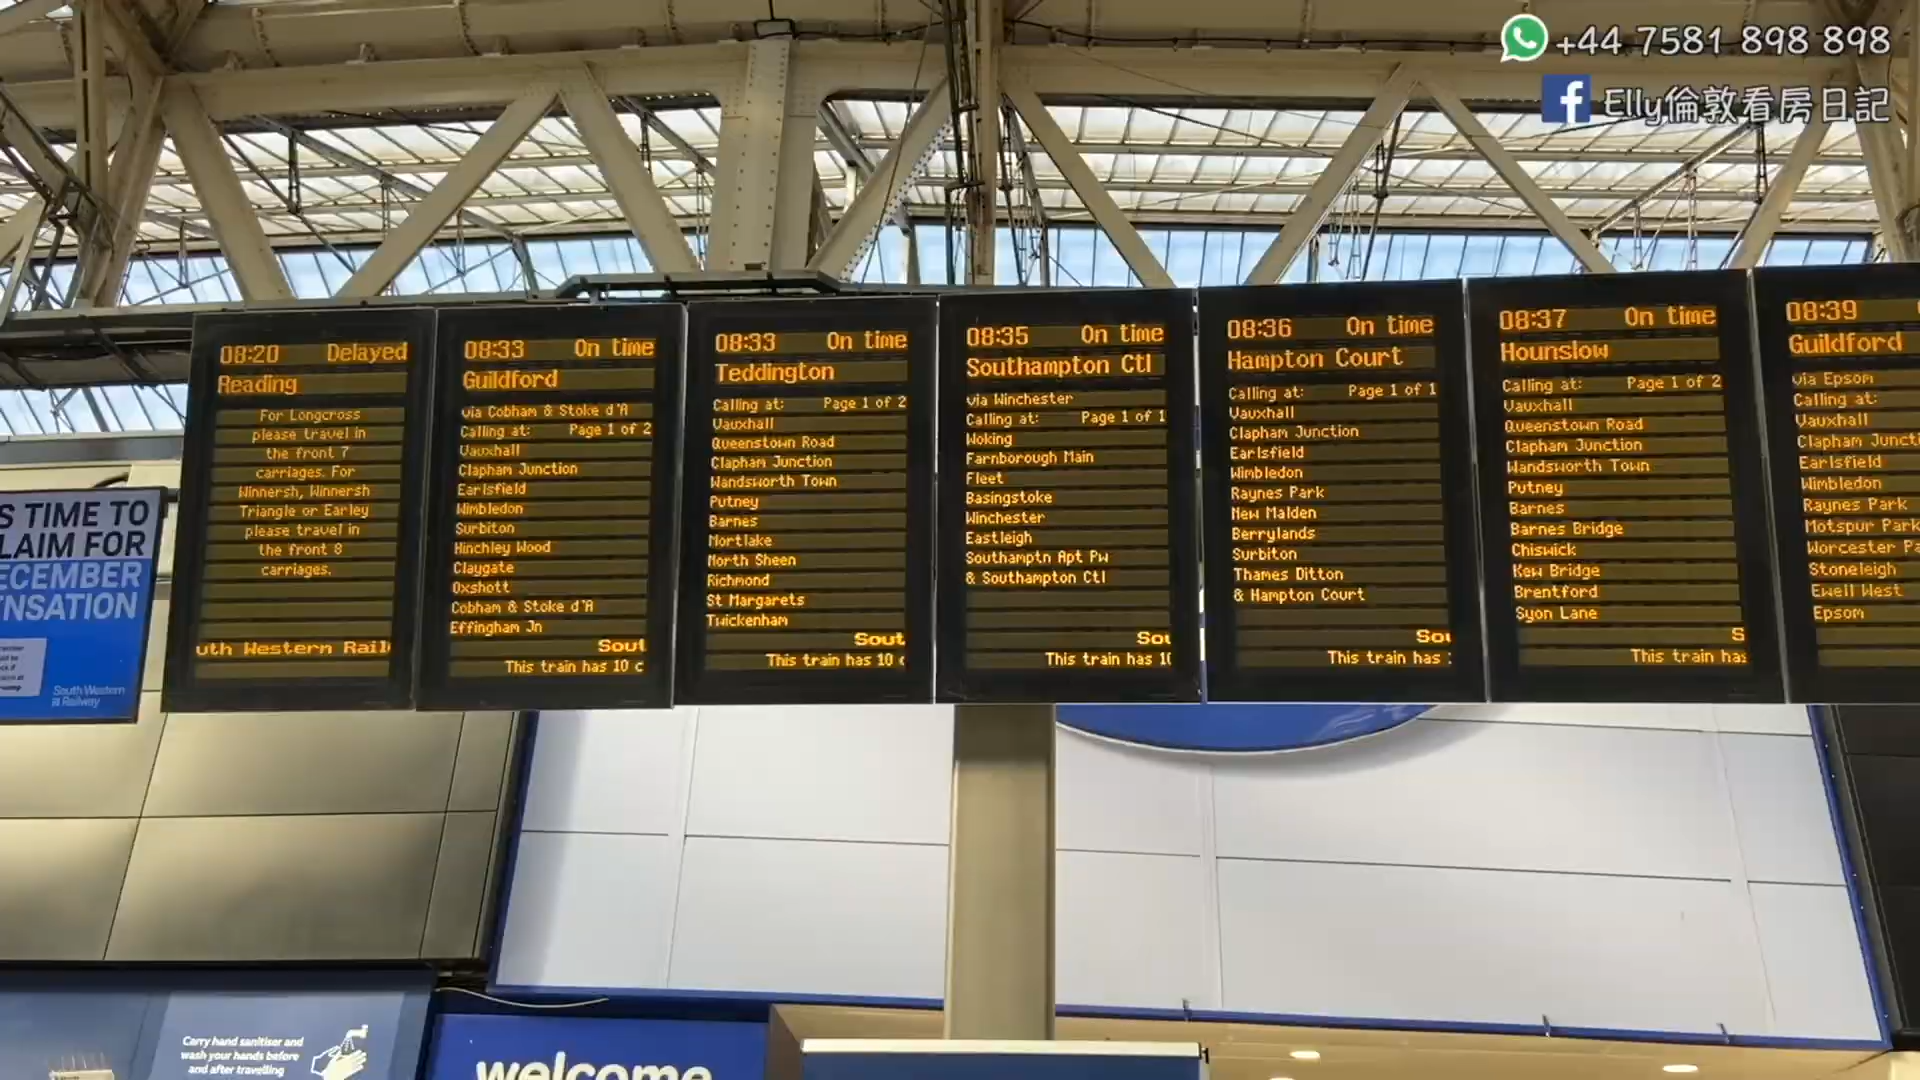 +44 7581 898 898
Elly倫敦看房日記
S TIME TO
LAIM FOR
ECEMBER
NSATION
South Western
Railway
08:20 Delayed
Reading
For Longcross
please travel in
the front 7
carriages. For
Winnersh, Winnersh
Triangle or Earley
please travel in
the front 8
carriages.
uth Western Rail
08:33 On time
Guildford
via Cobham & Stoke d'A
Calling at: Page 1 of 2
Vauxhall
Clapham Junction
Earlsfield
Wimbledon
Surbiton
Hinchley Wood
Claygate
Oxshott
Cobham & Stoke d'A
Effingham Jn
Sout
This train has 10 c
08:33 On time
Teddington
Calling at: Page 1 of 2
Vauxhall
Queenstown Road
Clapham Junction
Wandsworth Town
Putney
Barnes
Mortlake
North Sheen
Richmond
St Margarets
Twickenham
Sout
This train has 10 c
08:35 On time
Southampton Ctl
via Winchester
Calling at: Page 1 of 1
Woking
Farnborough Main
Fleet
Basingstoke
Winchester
Eastleigh
Southamptn Apt Pw
& Southampton Ctl
Sou
This train has 10
08:36 On time
Hampton Court
Calling at: Page 1 of 1
Vauxhall
Clapham Junction
Earlsfield
Wimbledon
Raynes Park
New Malden
Berrylands
Surbiton
Thames Ditton
& Hampton Court
Sou
This train has
08:37 On time
Hounslow
Calling at: Page 1 of 2
Vauxhall
Queenstown Road
Clapham Junction
Wandsworth Town
Putney
Barnes
Barnes Bridge
Chiswick
Kew Bridge
Brentford
Syon Lane
S
This train has
08:39
Guildford
via Epsom
Calling at:
Vauxhall
Clapham Juncti
Earlsfield
Wimbledon
Raynes Park
Motspur Park
Worcester Pa
Stoneleigh
Ewell West
Epsom
Carry hand sanitiser and
wash your hands before
and after travelling
welcome